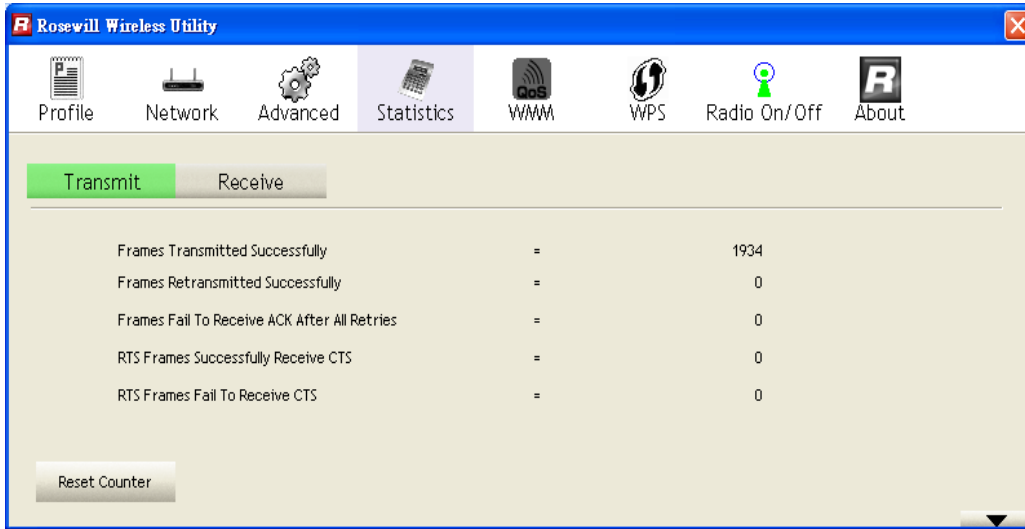 R Rosewill Wireless Utility
Profile Network Advanced Statistics WMM WPS Radio On/Off About
P
QoS
R
Transmit Receive
Frames Transmitted Successfully = 1934
Frames Retransmitted Successfully = 0
Frames Fail To Receive ACK After All Retries = 0
RTS Frames Successfully Receive CTS = 0
RTS Frames Fail To Receive CTS = 0
Reset Counter